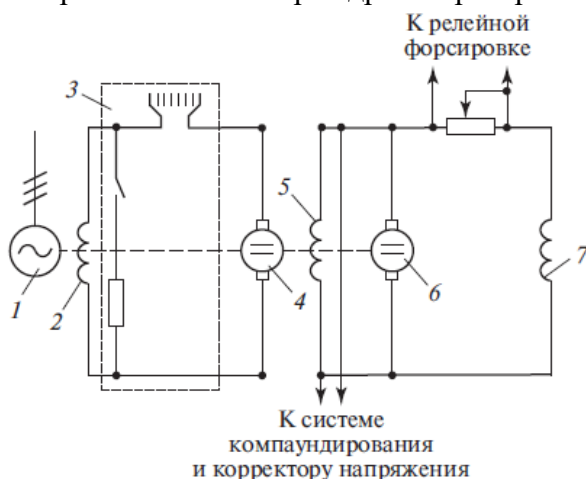 К релейной
форсировке
3
5
1
2
4
6
7
К системе
компаундирования
и корректору напряжения